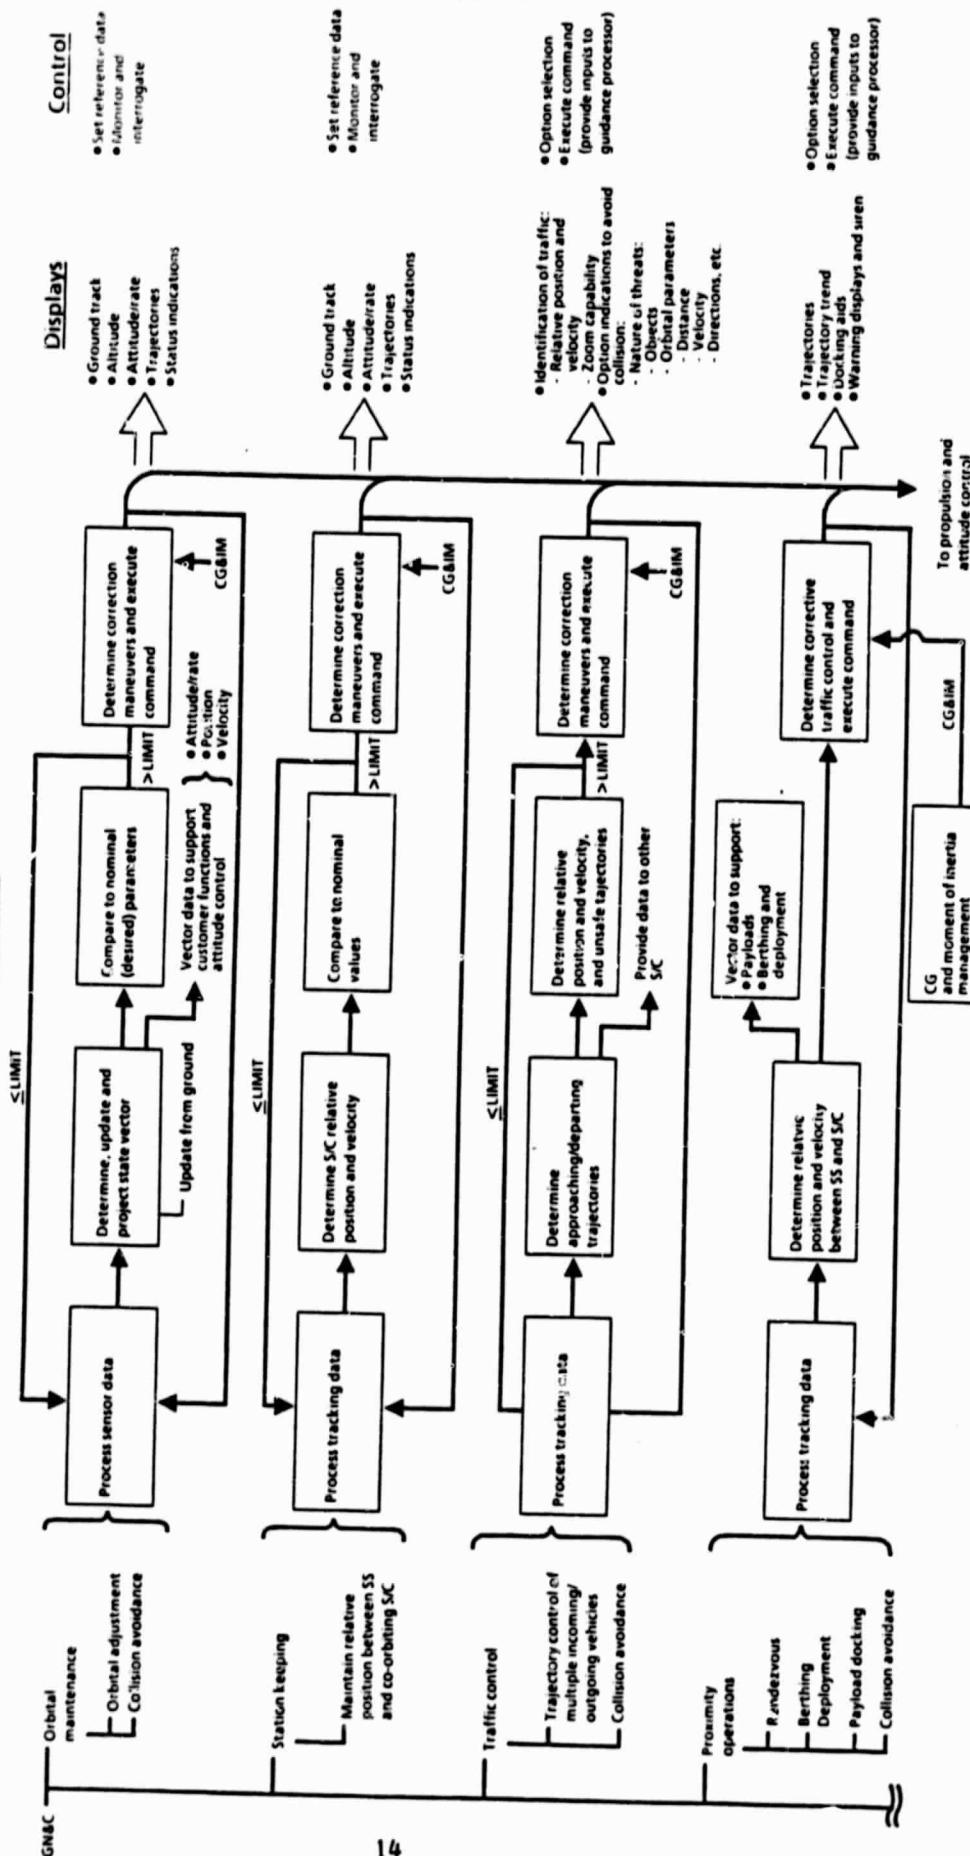 GN&C
Orbital
maintenance
Orbital adjustment
Collision avoidance
Process sensor data
Determine, update and
project state vector
Update from ground
Compare to nominal
(desired) parameters
Vector data to support
customer functions and
attitude control
• Attitude/rate
• Position
• Velocity
≤LIMIT
>LIMIT
Determine correction
maneuvers and execute
command
CG&IM
Displays
• Ground track
• Altitude
• Attitude/rate
• Trajectories
• Status indications
Control
• Set reference data
• Monitor and
interrogate
Station keeping
Maintain relative
position between SS
and co-orbiting S/C
Process tracking data
Determine S/C relative
position and velocity
Compare to nominal
values
≤LIMIT
>LIMIT
Determine correction
maneuvers and execute
command
CG&IM
• Ground track
• Altitude
• Attitude/rate
• Trajectories
• Status indications
• Set reference data
• Monitor and
interrogate
Traffic control
Trajectory control of
multiple incoming/
outgoing vehicles
Collision avoidance
Process tracking data
Determine
approaching/departing
trajectories
Provide data to other
S/C
Determine relative
position and velocity,
and unsafe tajectories
≤LIMIT
>LIMIT
Determine correction
maneuvers and execute
command
CG&IM
• Identification of traffic:
- Relative position and
velocity
- Zoom capability
• Option indications to avoid
collision:
- Nature of threats:
- Objects
- Orbital parameters
- Distance
- Velocity
- Directions, etc.
• Option selection
• Execute command
(provide inputs to
guidance processor)
Proximity
operations
Rendezvous
Berthing
Deployment
Payload docking
Collision avoidance
Process tracking data
Determine relative
position and velocity
between SS and S/C
Vector data to support:
• Payloads
• Berthing and
deployment
Determine corrective
traffic control and
execute command
CG
and moment of inertia
management
CG&IM
To propulsion and
attitude control
• Trajectories
• Trajectory trend
• Docking aids
• Warning displays and siren
• Option selection
• Execute command
(provide inputs to
guidance processor)
14